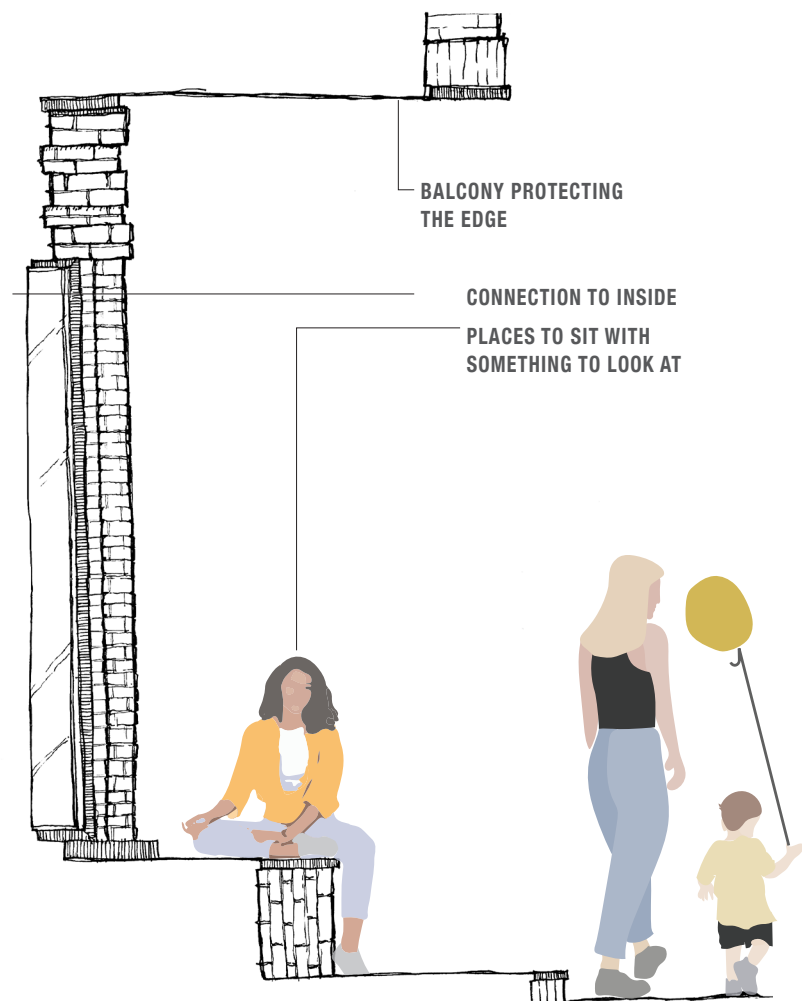 BALCONY PROTECTING
THE EDGE
CONNECTION TO INSIDE
PLACES TO SIT WITH
SOMETHING TO LOOK AT